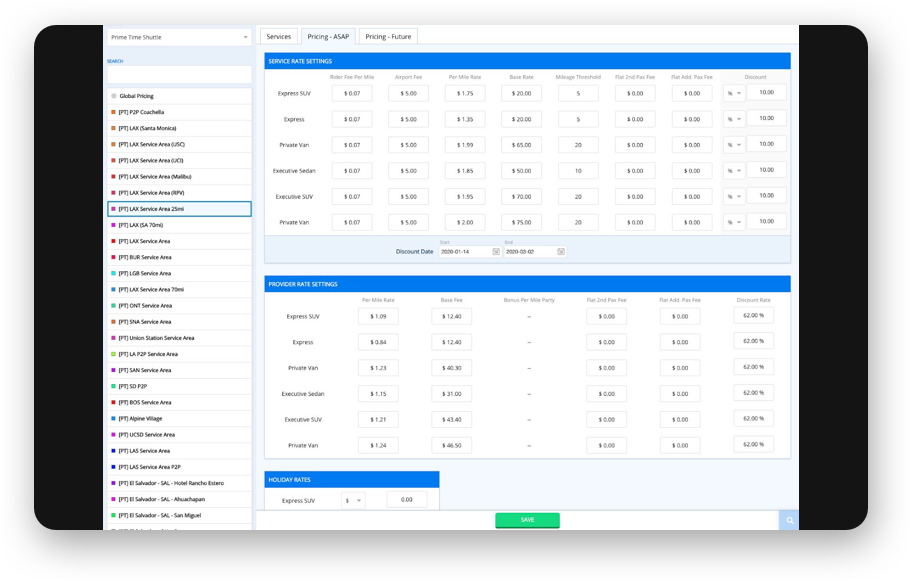 Prime Time Shuttle
SEARCH
Global Pricing
[PT] P2P Coachella
[PT] LAX (Santa Monica)
[PT] LAX Service Area (USC)
[PT] LAX Service Area (UCI)
[PT] LAX Service Area (Malibu)
[PT] LAX Service Area (RPV)
[PT] LAX Service Area 25mi
[PT] LAX (SA 70mi)
[PT] LAX Service Area
[PT] BUR Service Area
[PT] LGB Service Area
[PT] LAX Service Area 70mi
[PT] ONT Service Area
[PT] SNA Service Area
[PT] Union Station Service Area
[PT] LA P2P Service Area
[PT] SAN Service Area
[PT] SD P2P
[PT] BOS Service Area
[PT] Alpine Village
[PT] UCSD Service Area
[PT] LAS Service Area
[PT] LAS Service Area P2P
[PT] El Salvador - SAL - Hotel Rancho Estero
[PT] El Salvador - SAL - Ahuachapan
[PT] El Salvador - SAL - San Miguel
Services Pricing - ASAP Pricing - Future
SERVICE RATE SETTINGS
Rider Fee Per Mile Airport Fee Per Mile Rate Base Rate Mileage Threshold Flat 2nd Pax Fee Flat Add. Pax Fee Discount
Express SUV $ 0.07 $ 5.00 $ 1.75 $ 20.00 5 $ 0.00 $ 0.00 % 10.00
Express $ 0.07 $ 5.00 $ 1.35 $ 20.00 5 $ 0.00 $ 0.00 % 10.00
Private Van $ 0.07 $ 5.00 $ 1.99 $ 65.00 20 $ 0.00 $ 0.00 % 10.00
Executive Sedan $ 0.07 $ 5.00 $ 1.85 $ 50.00 10 $ 0.00 $ 0.00 % 10.00
Executive SUV $ 0.07 $ 5.00 $ 1.95 $ 70.00 20 $ 0.00 $ 0.00 % 10.00
Private Van $ 0.07 $ 5.00 $ 2.00 $ 75.00 20 $ 0.00 $ 0.00 % 10.00
Start End
Discount Date 2020-01-14 2020-03-02
PROVIDER RATE SETTINGS
Per Mile Rate Base Fee Bonus Per Mile Party Flat 2nd Pax Fee Flat Add. Pax Fee Discount Rate
Express SUV $ 1.09 $ 12.40 -- $ 0.00 $ 0.00 62.00 %
Express $ 0.84 $ 12.40 -- $ 0.00 $ 0.00 62.00 %
Private Van $ 1.23 $ 40.30 -- $ 0.00 $ 0.00 62.00 %
Executive Sedan $ 1.15 $ 31.00 -- $ 0.00 $ 0.00 62.00 %
Executive SUV $ 1.21 $ 43.40 -- $ 0.00 $ 0.00 62.00 %
Private Van $ 1.24 $ 46.50 -- $ 0.00 $ 0.00 62.00 %
HOLIDAY RATES
Express SUV $ 0.00
SAVE